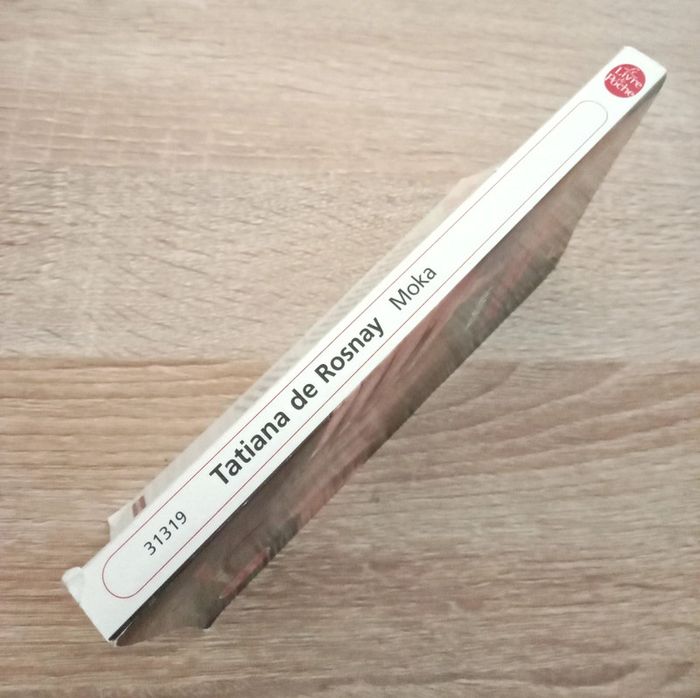 31319 Tatiana de Rosnay Moka
Le
Livre
de
Poche